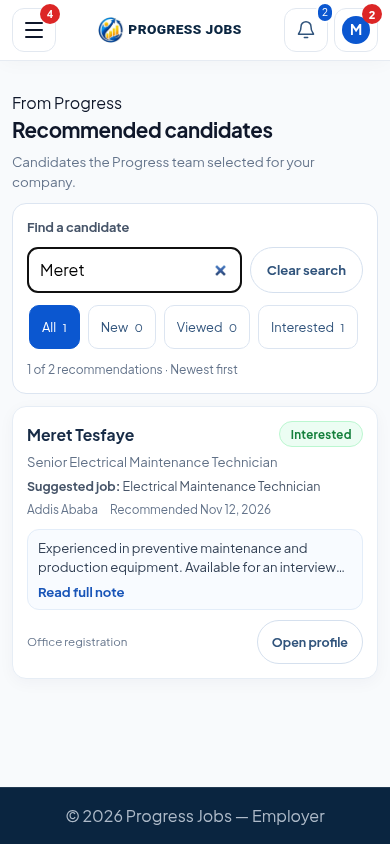 4
PROGRESS JOBS
2
M
2
From Progress
Recommended candidates
Candidates the Progress team selected for your
company.
Find a candidate
Meret
Clear search
All 1
New 0
Viewed 0
Interested 1
1 of 2 recommendations · Newest first
Meret Tesfaye
Interested
Senior Electrical Maintenance Technician
Suggested job: Electrical Maintenance Technician
Addis Ababa Recommended Nov 12, 2026
Experienced in preventive maintenance and
production equipment. Available for an interview…
Read full note
Office registration
Open profile
© 2026 Progress Jobs — Employer